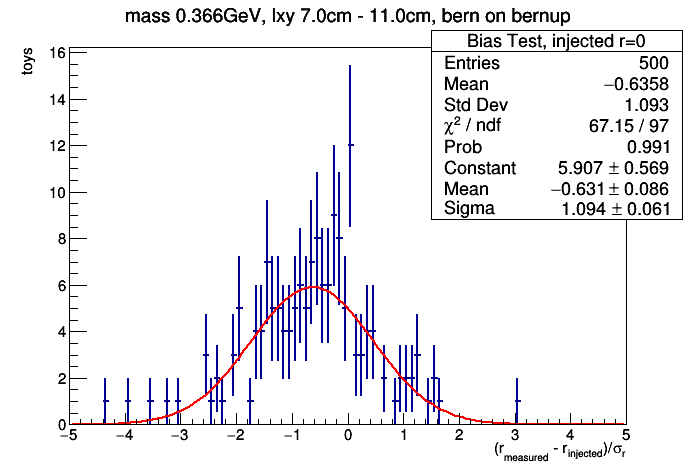 mass 0.366GeV, lxy 7.0cm - 11.0cm, bern on bernup
Bias Test, injected r=0
Entries 500
Mean −0.6358
Std Dev 1.093
χ² / ndf 67.15 / 97
Prob 0.991
Constant 5.907 ± 0.569
Mean −0.631 ± 0.086
Sigma 1.094 ± 0.061
toys
16
14
12
10
8
6
4
2
0
−5 −4 −3 −2 −1 0 1 2 3 4 5
(r_measured - r_injected)/σ_r